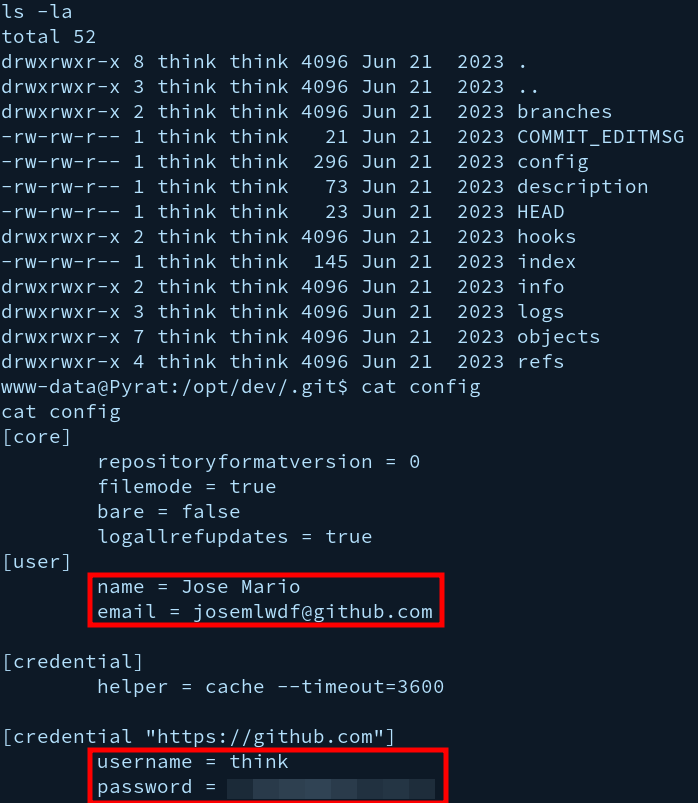 ls -la
total 52
drwxrwxr-x 8 think think 4096 Jun 21  2023 .
drwxrwxr-x 3 think think 4096 Jun 21  2023 ..
drwxrwxr-x 2 think think 4096 Jun 21  2023 branches
-rw-rw-r-- 1 think think   21 Jun 21  2023 COMMIT_EDITMSG
-rw-rw-r-- 1 think think  296 Jun 21  2023 config
-rw-rw-r-- 1 think think   73 Jun 21  2023 description
-rw-rw-r-- 1 think think   23 Jun 21  2023 HEAD
drwxrwxr-x 2 think think 4096 Jun 21  2023 hooks
-rw-rw-r-- 1 think think  145 Jun 21  2023 index
drwxrwxr-x 2 think think 4096 Jun 21  2023 info
drwxrwxr-x 3 think think 4096 Jun 21  2023 logs
drwxrwxr-x 7 think think 4096 Jun 21  2023 objects
drwxrwxr-x 4 think think 4096 Jun 21  2023 refs
www-data@Pyrat:/opt/dev/.git$ cat config
cat config
[core]
        repositoryformatversion = 0
        filemode = true
        bare = false
        logallrefupdates = true
[user]
        name = Jose Mario
        email = josemlwdf@github.com

[credential]
        helper = cache --timeout=3600

[credential "https://github.com"]
        username = think
        password =